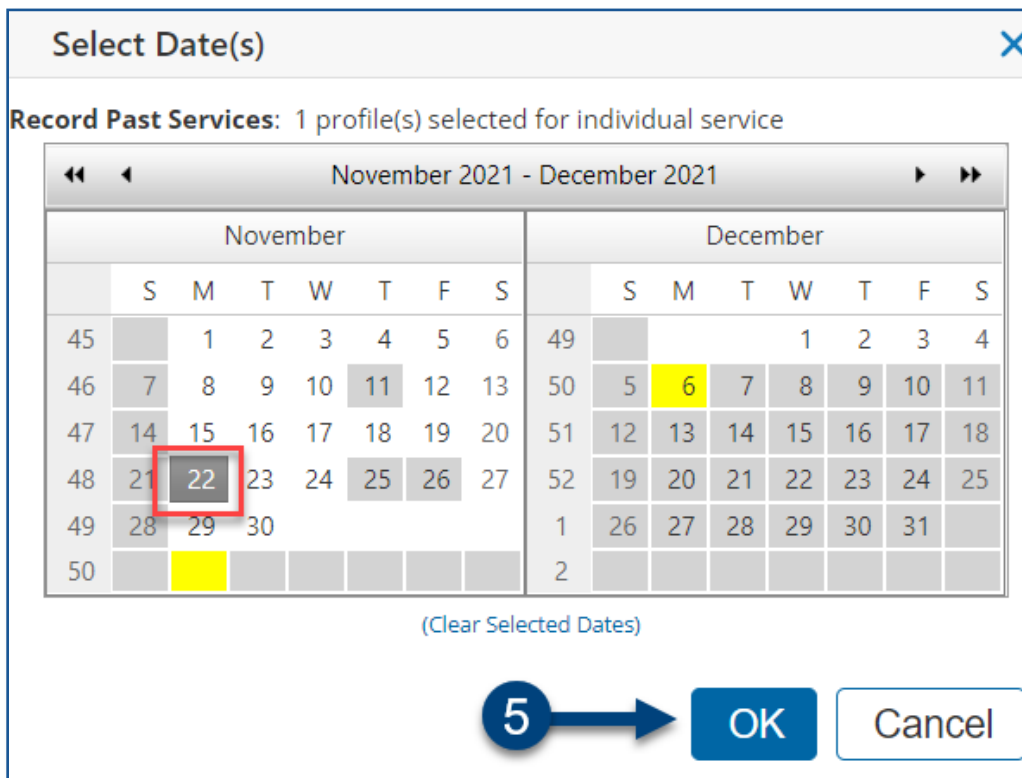 Select Date(s)
Record Past Services: 1 profile(s) selected for individual service
November 2021 - December 2021
November December
S M T W T F S S M T W T F S
45 1 2 3 4 5 6 49 1 2 3 4
46 7 8 9 10 11 12 13 50 5 6 7 8 9 10 11
47 14 15 16 17 18 19 20 51 12 13 14 15 16 17 18
48 21 22 23 24 25 26 27 52 19 20 21 22 23 24 25
49 28 29 30 1 26 27 28 29 30 31
50 2
(Clear Selected Dates)
5 OK Cancel